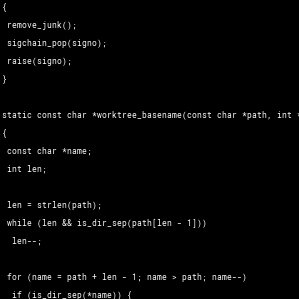 {
remove_junk();
sigchain_pop(signo);
raise(signo);
}
static const char *worktree_basename(const char *path, int *
{
const char *name;
int len;
len = strlen(path);
while (len && is_dir_sep(path[len - 1]))
len--;
for (name = path + len - 1; name > path; name--)
if (is_dir_sep(*name)) {